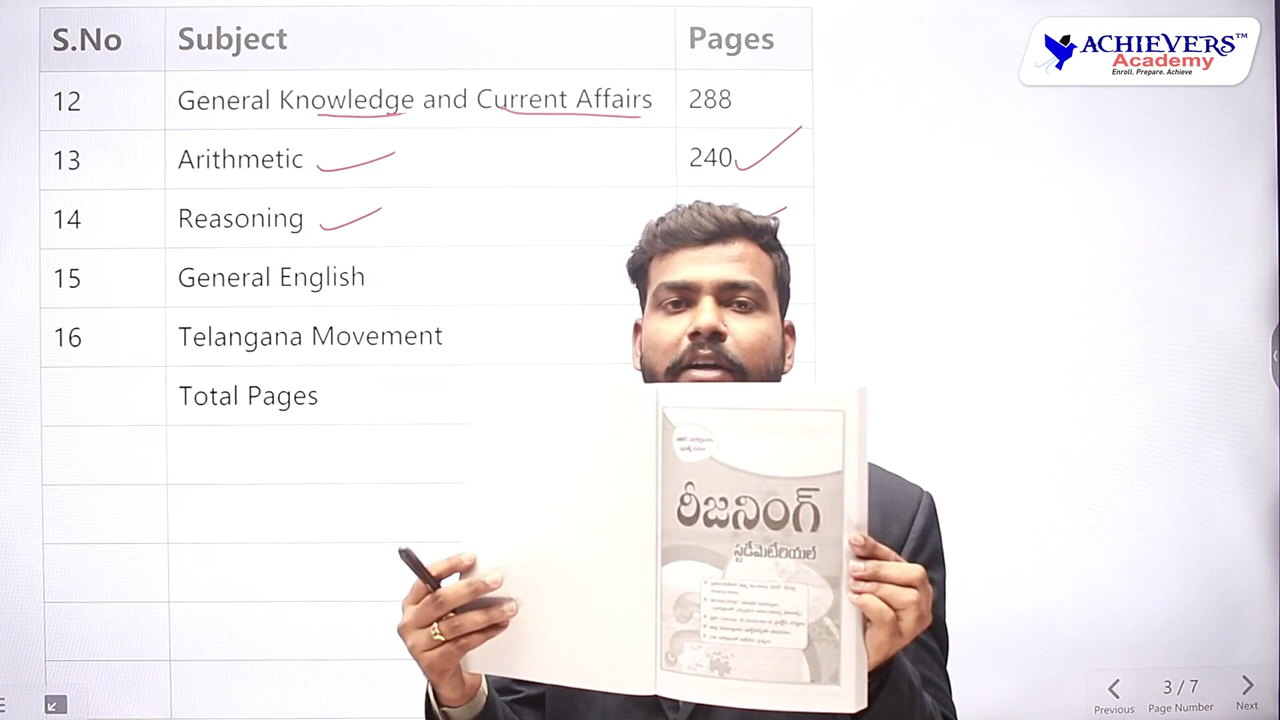 S.No Subject Pages
12 General Knowledge and Current Affairs 288
13 Arithmetic 240
14 Reasoning
15 General English
16 Telangana Movement
Total Pages
ACHIEVERS™
Academy
Enroll. Prepare. Achieve
రీజనింగ్
స్టడీమెటీరియల్
3 / 7
Previous Page Number Next